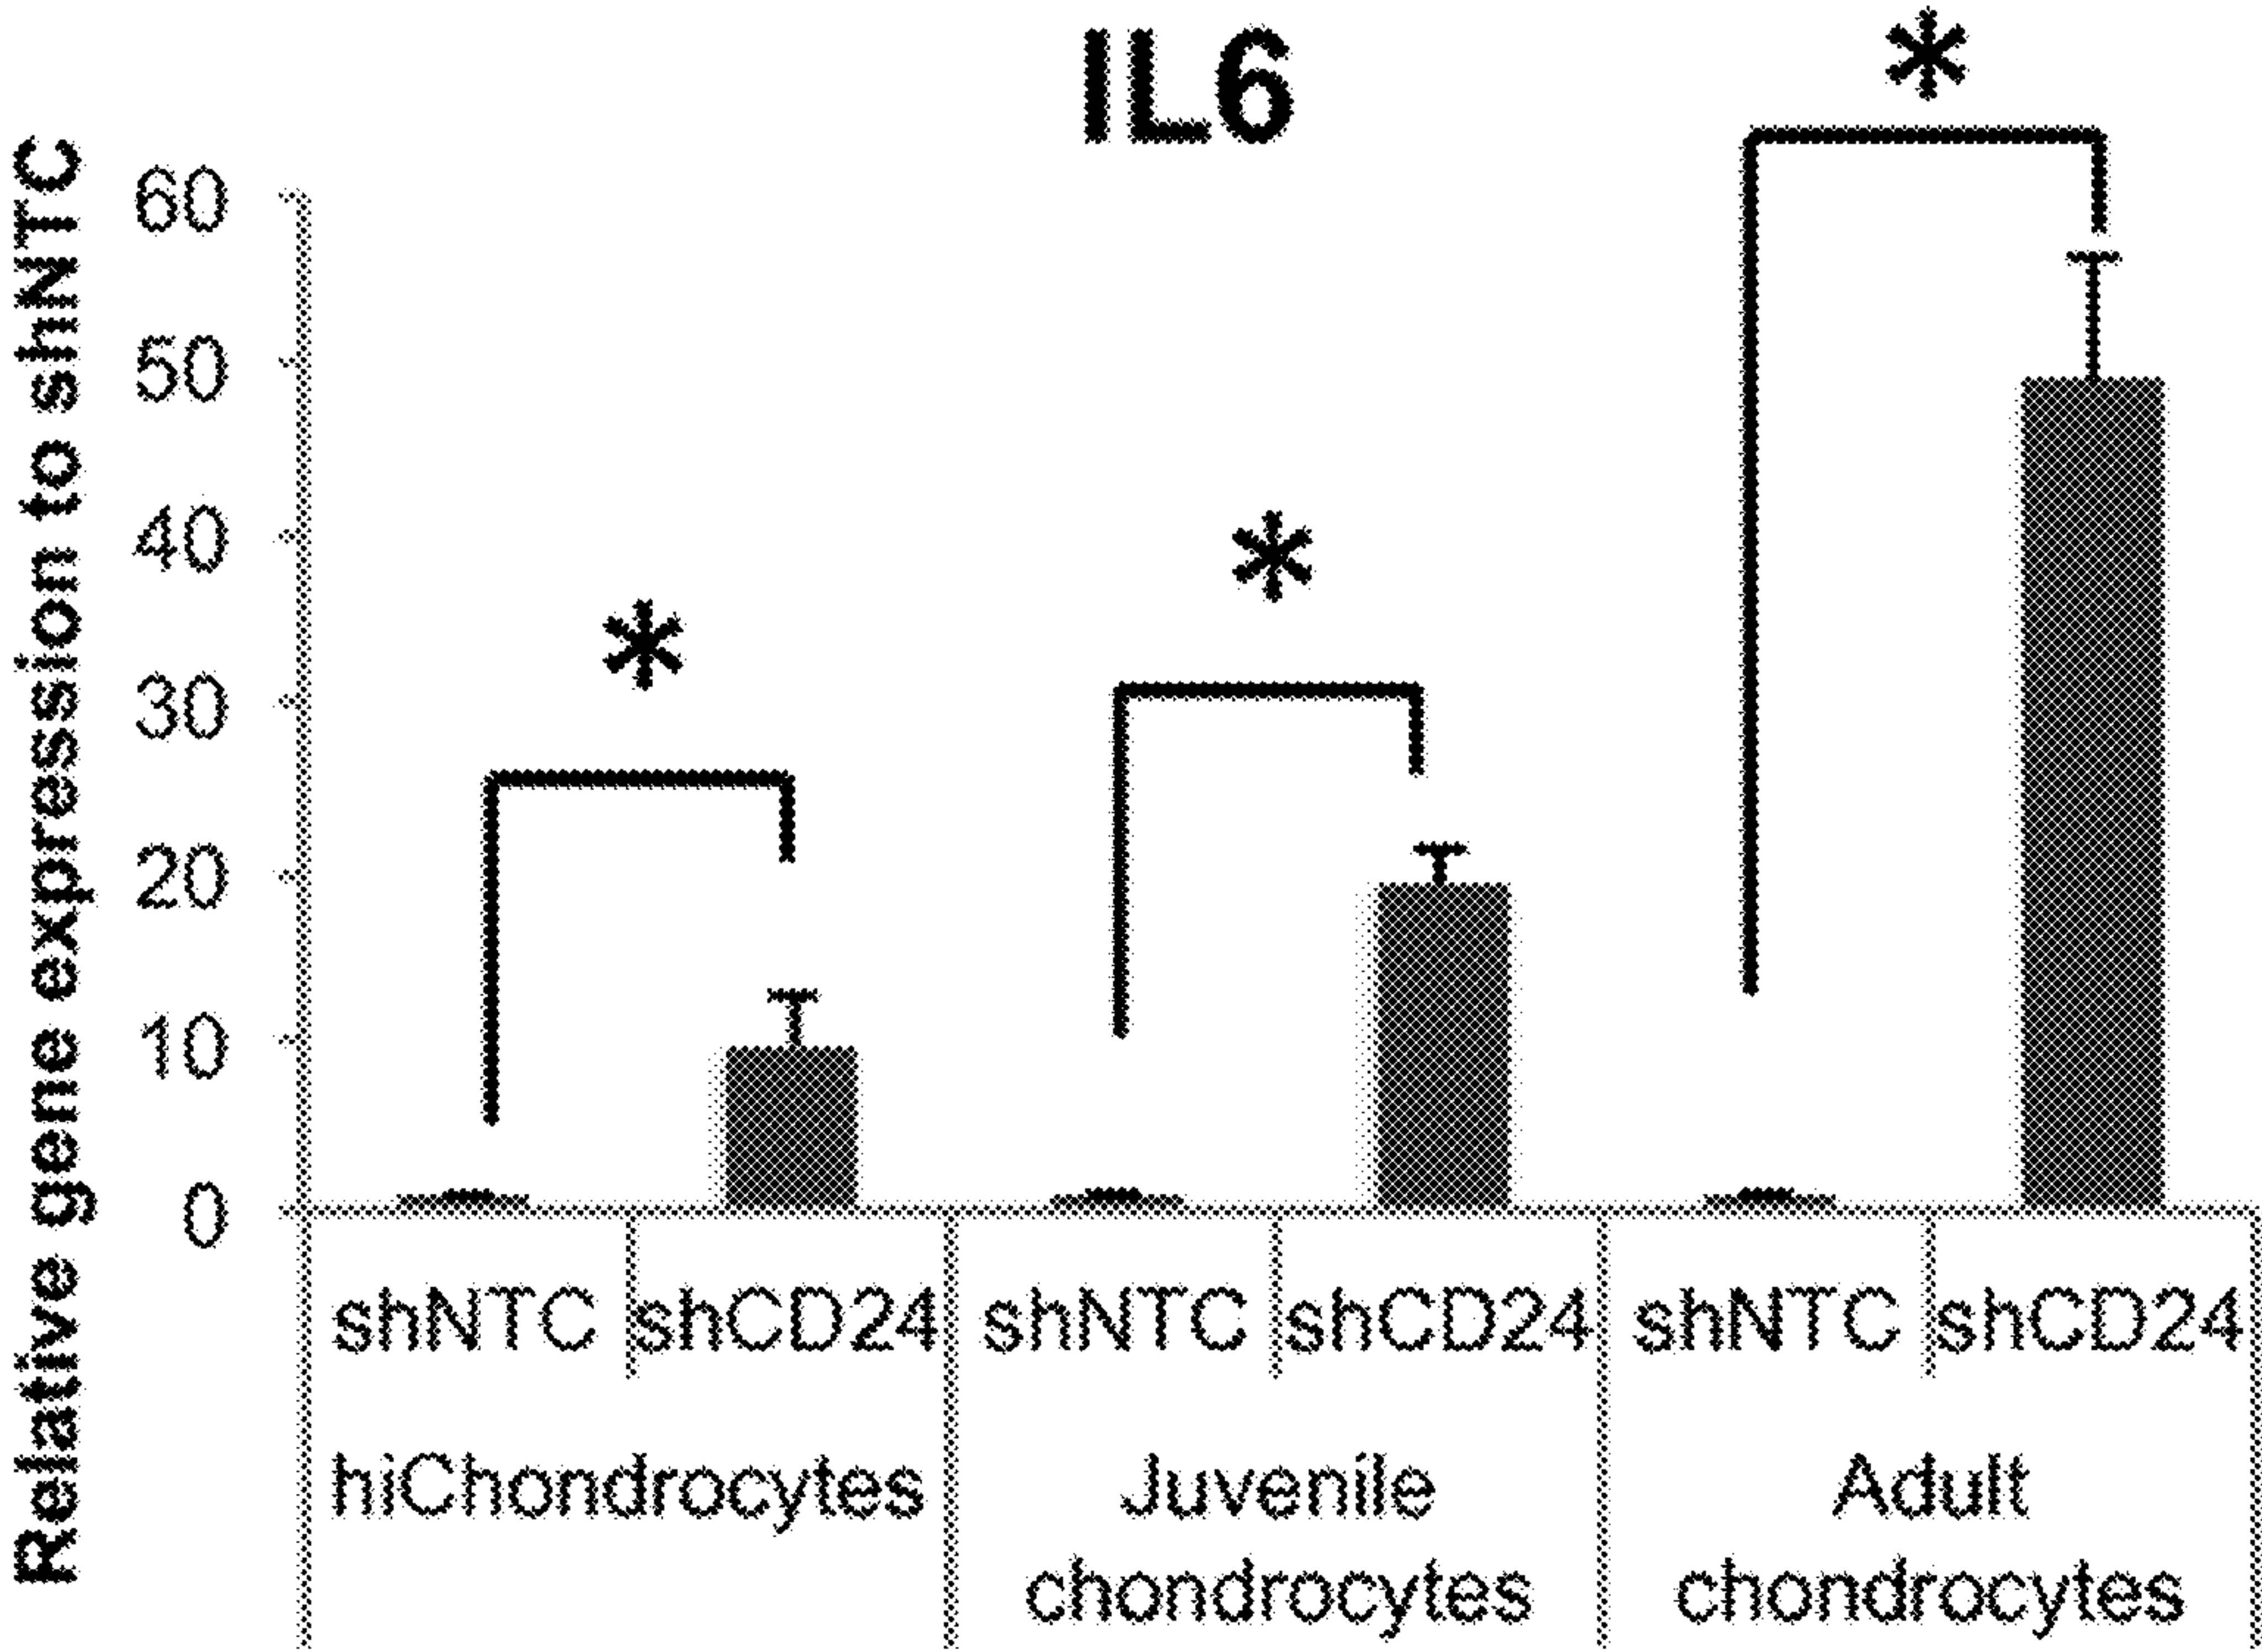 IL6
*
*
*
Relative gene expression to shNTC
60
50
40
30
20
10
0
shNTC shCD24 shNTC shCD24 shNTC shCD24
hiChondrocytes Juvenile Adult
chondrocytes chondrocytes